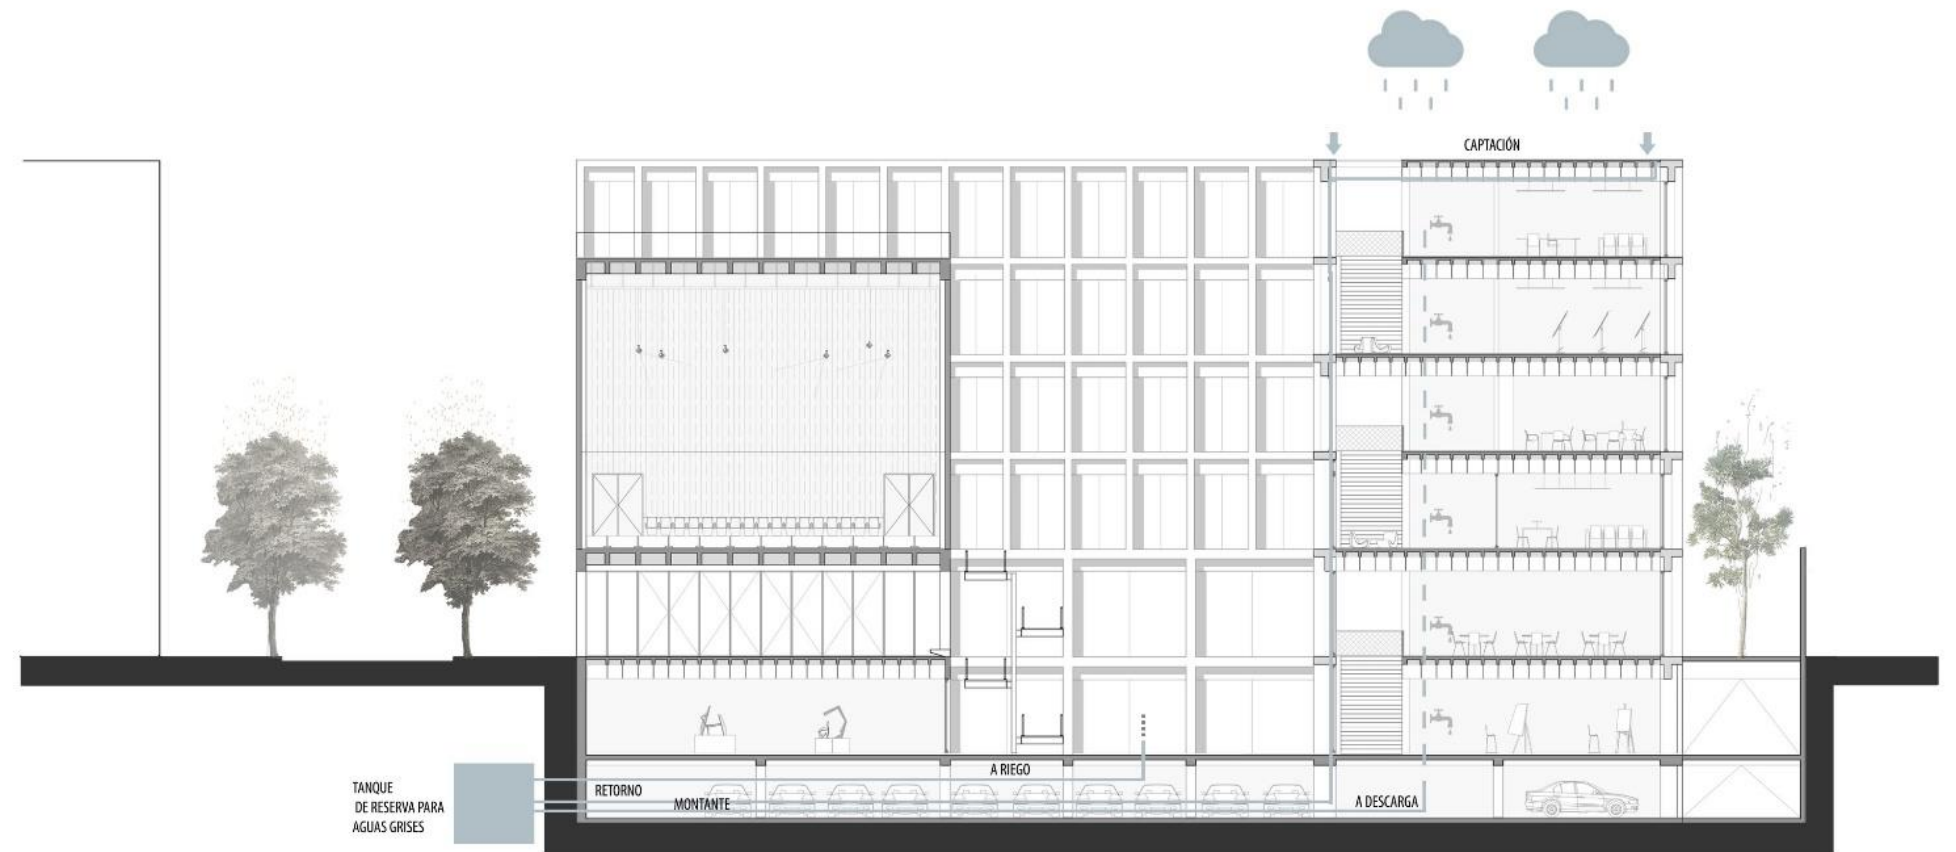 CAPTACIÓN
A RIEGO
RETORNO
MONTANTE
A DESCARGA
TANQUE
DE RESERVA PARA
AGUAS GRISES